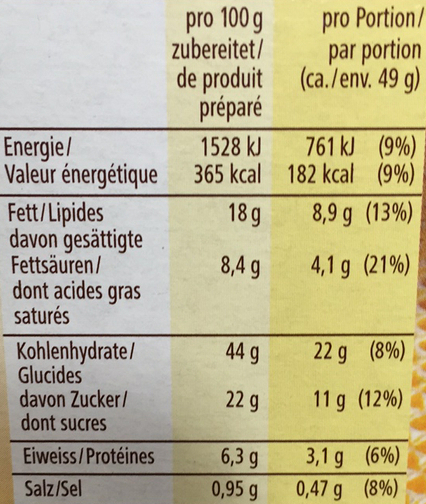 pro 100 g pro Portion/
zubereitet/ par portion
de produit (ca./env. 49 g)
préparé
Energie/ 1528 kJ 761 kJ (9%)
Valeur énergétique 365 kcal 182 kcal (9%)
Fett/Lipides 18 g 8,9 g (13%)
davon gesättigte
Fettsäuren/ 8,4 g 4,1 g (21%)
dont acides gras
saturés
Kohlenhydrate/ 44 g 22 g (8%)
Glucides
davon Zucker/ 22 g 11 g (12%)
dont sucres
Eiweiss/Protéines 6,3 g 3,1 g (6%)
Salz/Sel 0,95 g 0,47 g (8%)